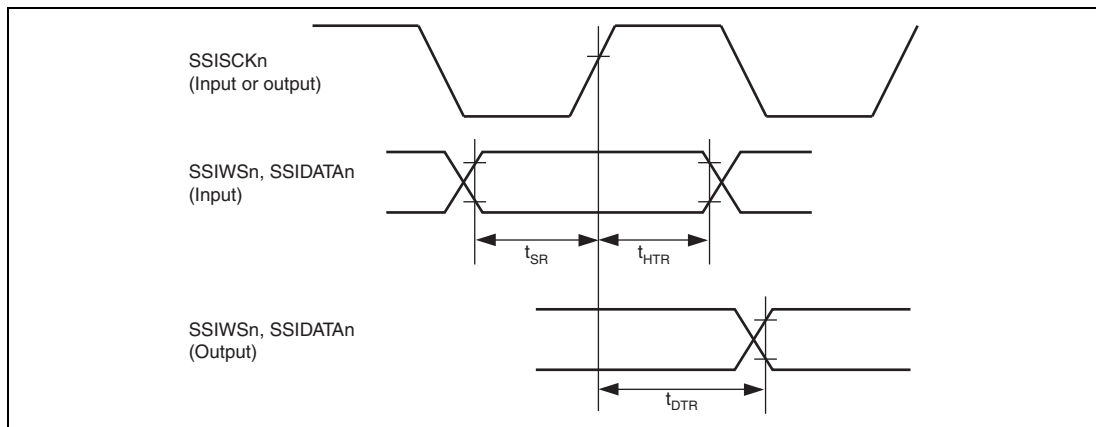 SSISCKn
(Input or output)
SSIWSn, SSIDATAn
(Input)
tSR
tHTR
SSIWSn, SSIDATAn
(Output)
tDTR